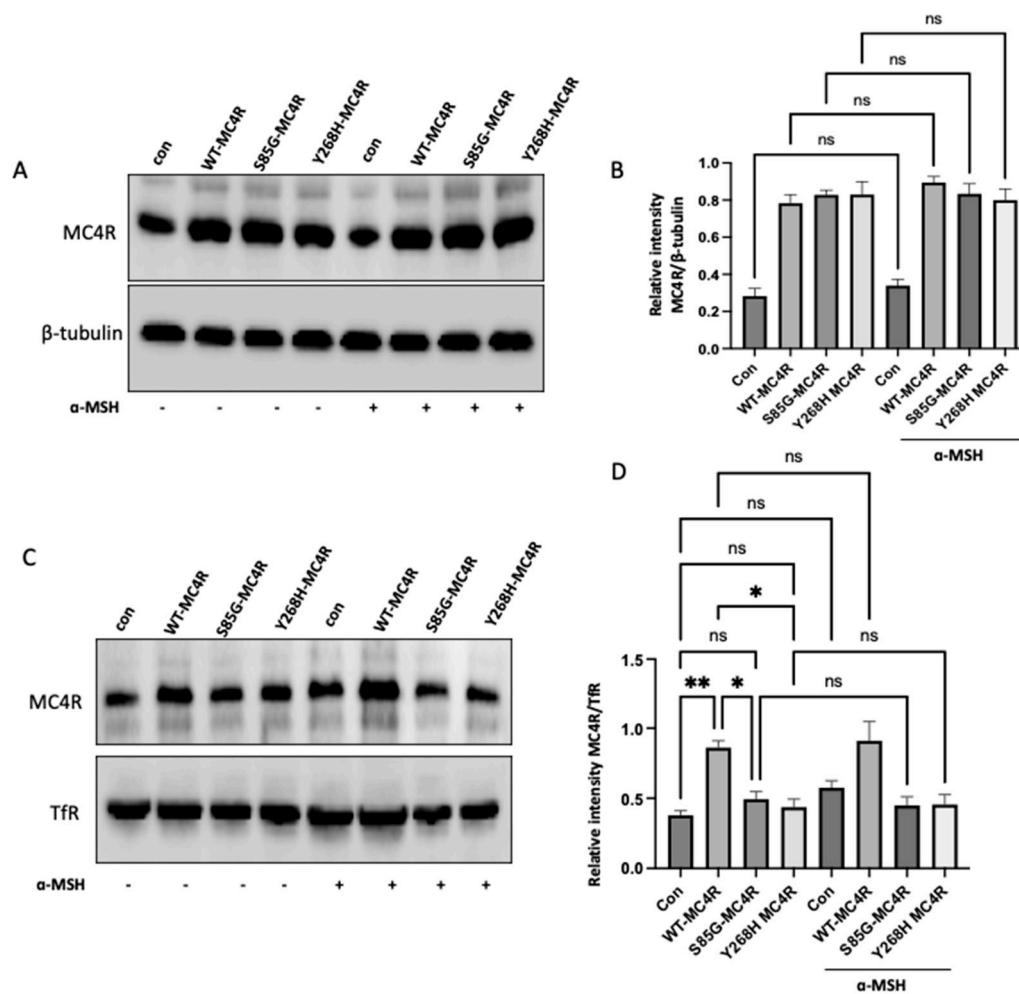 A
con
WT-MC4R
S85G-MC4R
Y268H-MC4R
con
WT-MC4R
S85G-MC4R
Y268H-MC4R
MC4R
β-tubulin
α-MSH - - - - + + + +
B
ns
ns
ns
ns
Relative intensity
MC4R/β-tubulin
1.0
0.8
0.6
0.4
0.2
0.0
Con
WT-MC4R
S85G-MC4R
Y268H MC4R
Con
WT-MC4R
S85G-MC4R
Y268H MC4R
α-MSH
C
con
WT-MC4R
S85G-MC4R
Y268H-MC4R
con
WT-MC4R
S85G-MC4R
Y268H-MC4R
MC4R
TfR
α-MSH - - - - + + + +
D
ns
ns
ns
*
ns
ns
** *
ns
Relative intensity MC4R/TfR
1.5
1.0
0.5
0.0
Con
WT-MC4R
S85G-MC4R
Y268H MC4R
Con
WT-MC4R
S85G-MC4R
Y268H MC4R
α-MSH